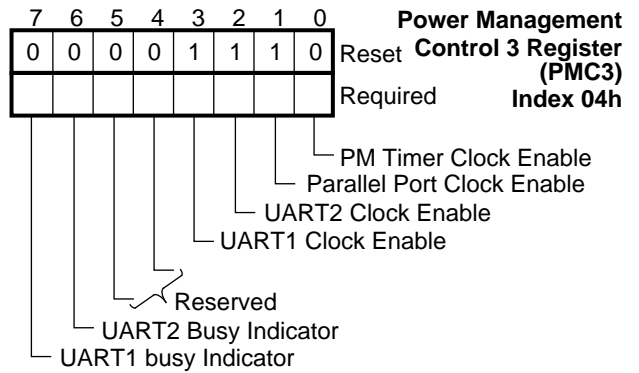 7 6 5 4 3 2 1 0
Power Management
0 0 0 0 1 1 1 0 Reset
Control 3 Register
(PMC3)
Required
Index 04h
PM Timer Clock Enable
Parallel Port Clock Enable
UART2 Clock Enable
UART1 Clock Enable
Reserved
UART2 Busy Indicator
UART1 busy Indicator